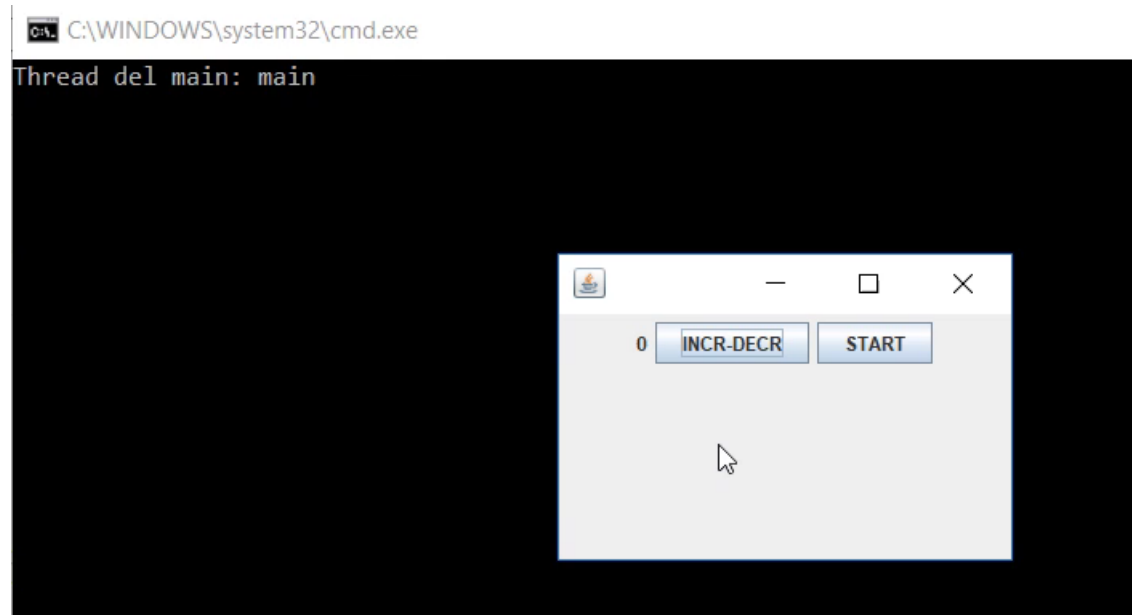 C:\WINDOWS\system32\cmd.exe
Thread del main: main
0 INCR-DECR START